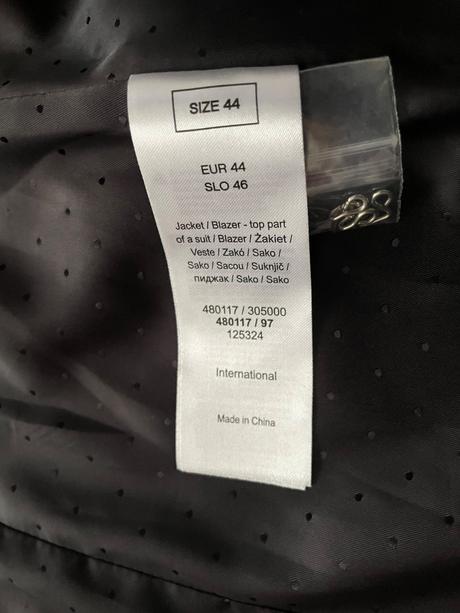 SIZE 44
EUR 44
SLO 46
Jacket / Blazer - top part
of a suit / Blazer / Żakiet /
Veste / Zakó / Sako /
Sako / Sacou / Suknjič /
пиджак / Sako / Sako
480117 / 305000
480117 / 97
125324
International
Made in China